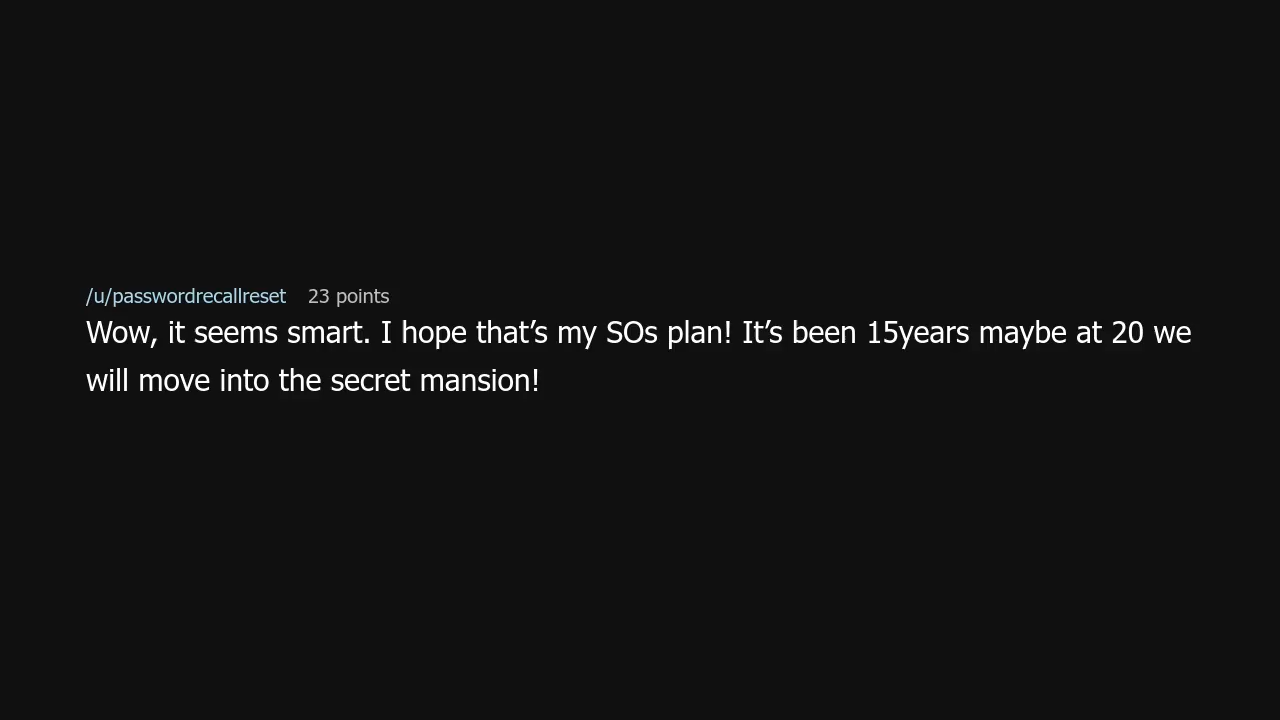 /u/passwordrecallreset 23 points
Wow, it seems smart. I hope that’s my SOs plan! It’s been 15years maybe at 20 we
will move into the secret mansion!